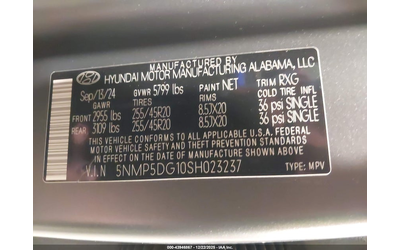 MANUFACTURED BY
HYUNDAI MOTOR MANUFACTURING ALABAMA, LLC
Sep/13/24 GVWR 5799 lbs PAINT NET TRIM RXG
GAWR TIRES RIMS COLD TIRE INFL
FRONT 2955 lbs 255/45R20 8.5JX20 36 psi SINGLE
REAR 3109 lbs 255/45R20 8.5JX20 36 psi SINGLE
THIS VEHICLE CONFORMS TO ALL APPLICABLE U.S.A. FEDERAL MOTOR
VEHICLE SAFETY AND THEFT PREVENTION STANDARDS IN EFFECT ON
THE DATE OF MANUFACTURE SHOWN ABOVE.
V.I.N 5NMP5DG10SH023237 TYPE: MPV